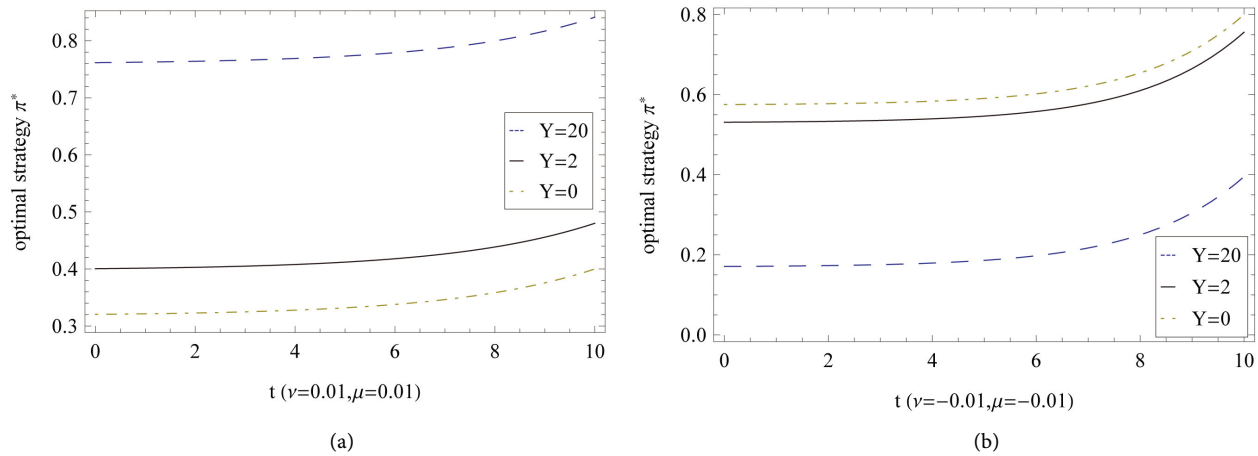 optimal strategy π*
0.8
0.7
0.6
0.5
0.4
0.3
0 2 4 6 8 10
Y=20
Y=2
Y=0
t (ν=0.01,μ=0.01)
(a)
optimal strategy π*
0.8
0.6
0.4
0.2
0.0
0 2 4 6 8 10
Y=20
Y=2
Y=0
t (ν=−0.01,μ=−0.01)
(b)